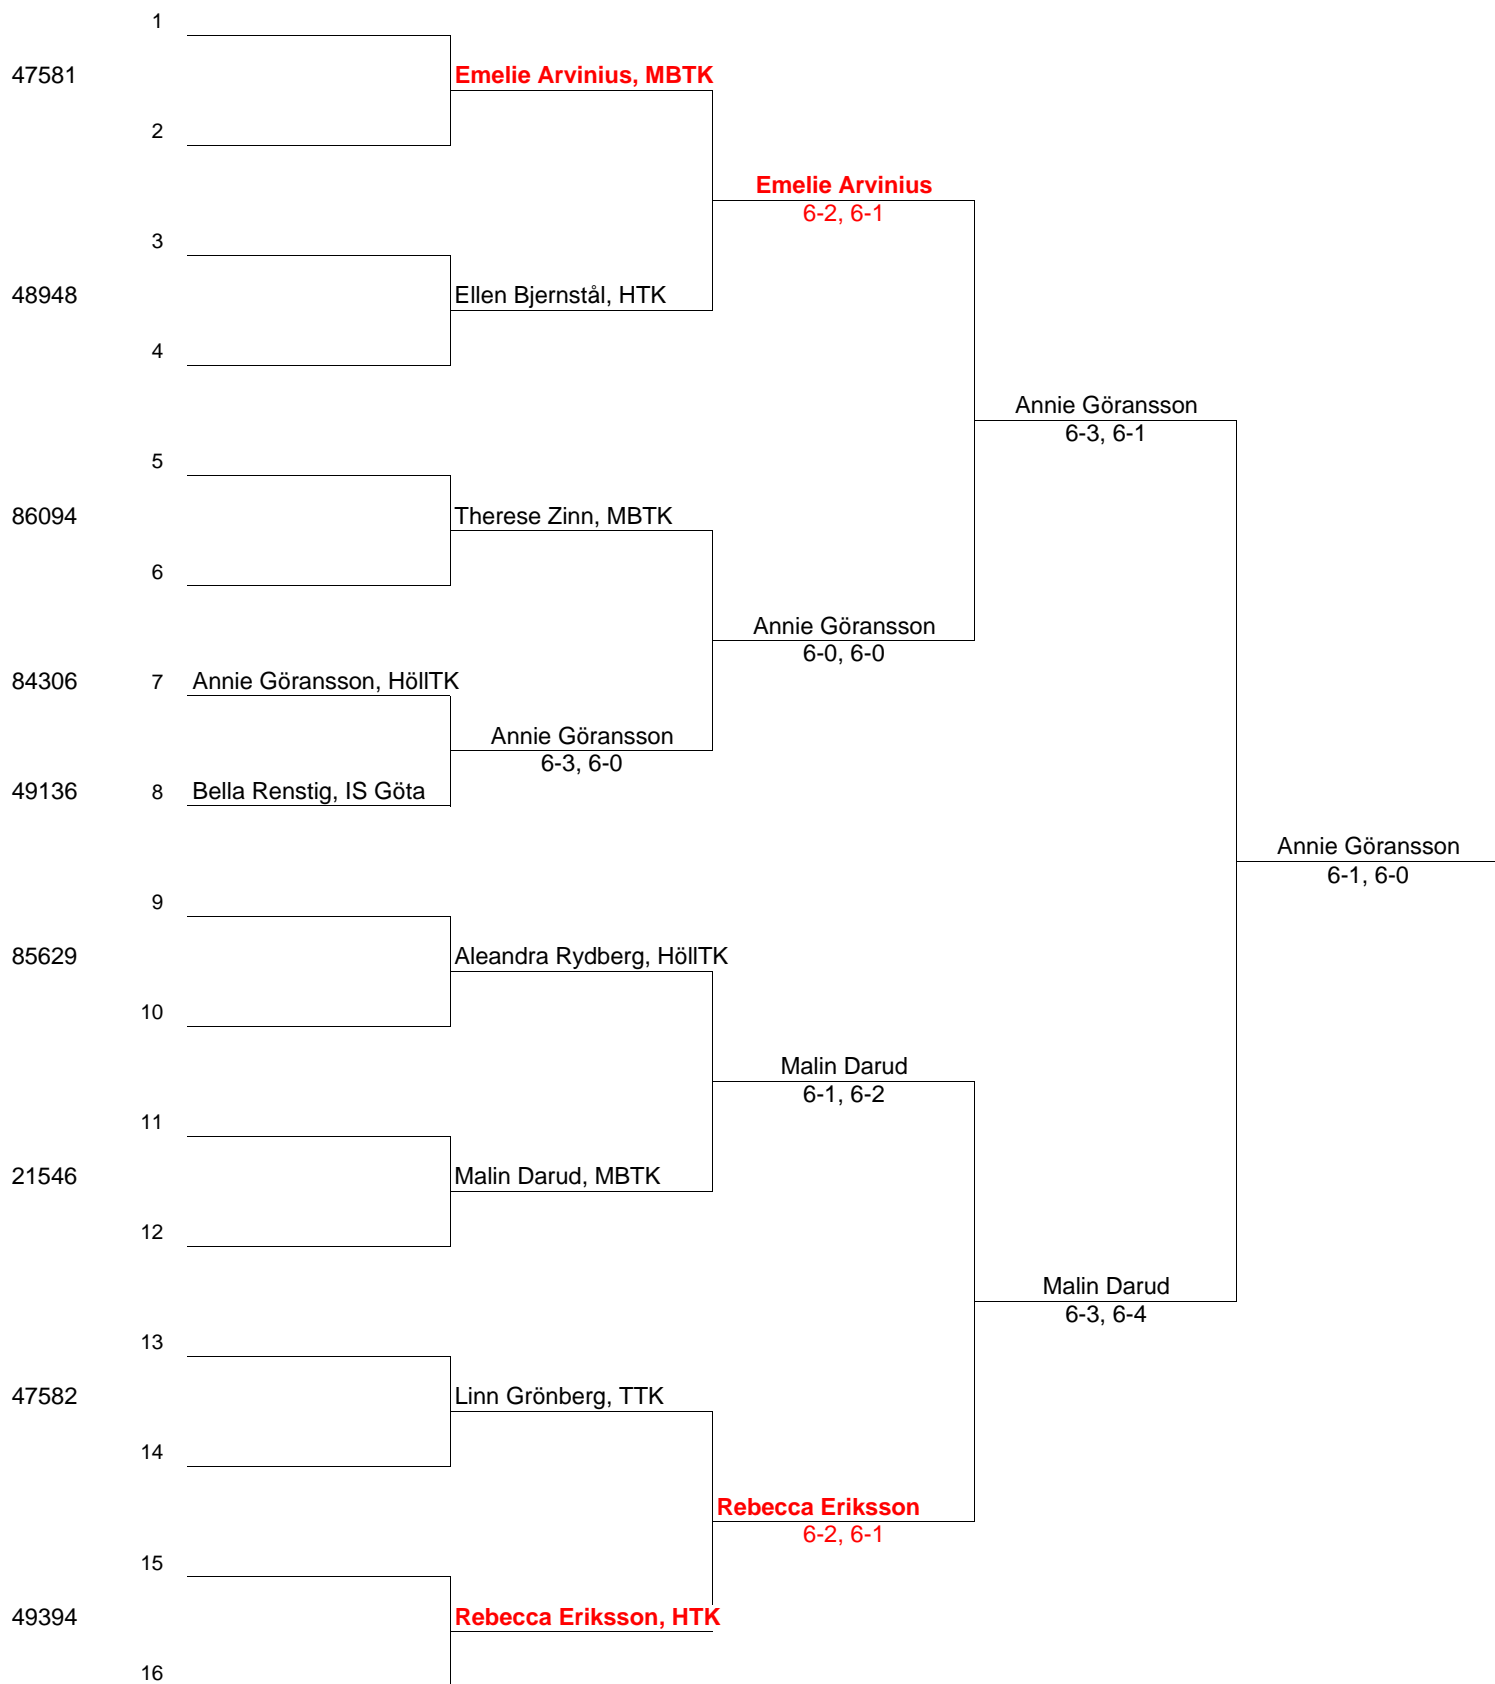 1
47581 Emelie Arvinius, MBTK
2
Emelie Arvinius
6-2, 6-1
3
48948 Ellen Bjernstål, HTK
4
Annie Göransson
6-3, 6-1
5
86094 Therese Zinn, MBTK
6
Annie Göransson
6-0, 6-0
84306 7 Annie Göransson, HöllTK
Annie Göransson
6-3, 6-0
49136 8 Bella Renstig, IS Göta
Annie Göransson
6-1, 6-0
9
85629 Aleandra Rydberg, HöllTK
10
Malin Darud
6-1, 6-2
11
21546 Malin Darud, MBTK
12
Malin Darud
6-3, 6-4
13
47582 Linn Grönberg, TTK
14
Rebecca Eriksson
6-2, 6-1
15
49394 Rebecca Eriksson, HTK
16